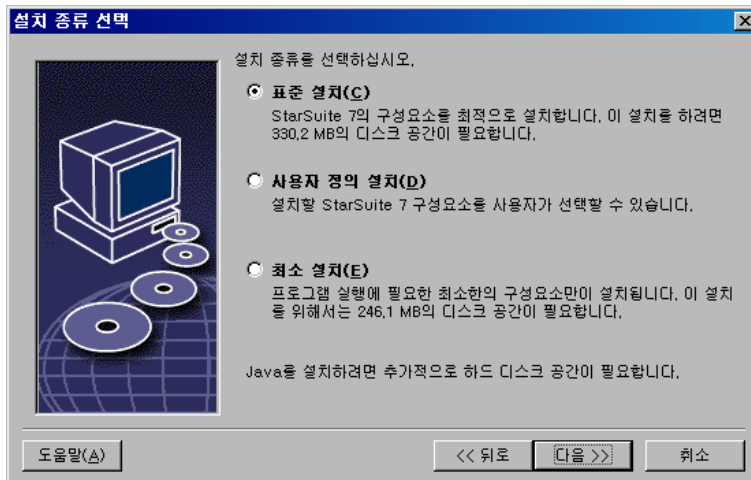 설치 종류 선택
설치 종류를 선택하십시오.
표준 설치(C)
StarSuite 7의 구성요소를 최적으로 설치합니다. 이 설치를 하려면
330,2 MB의 디스크 공간이 필요합니다.
사용자 정의 설치(D)
설치할 StarSuite 7 구성요소를 사용자가 선택할 수 있습니다.
최소 설치(E)
프로그램 실행에 필요한 최소한의 구성요소만이 설치됩니다. 이 설치
를 위해서는 246,1 MB의 디스크 공간이 필요합니다.
Java를 설치하려면 추가적으로 하드 디스크 공간이 필요합니다.
도움말(A)
<< 뒤로
다음 >>
취소